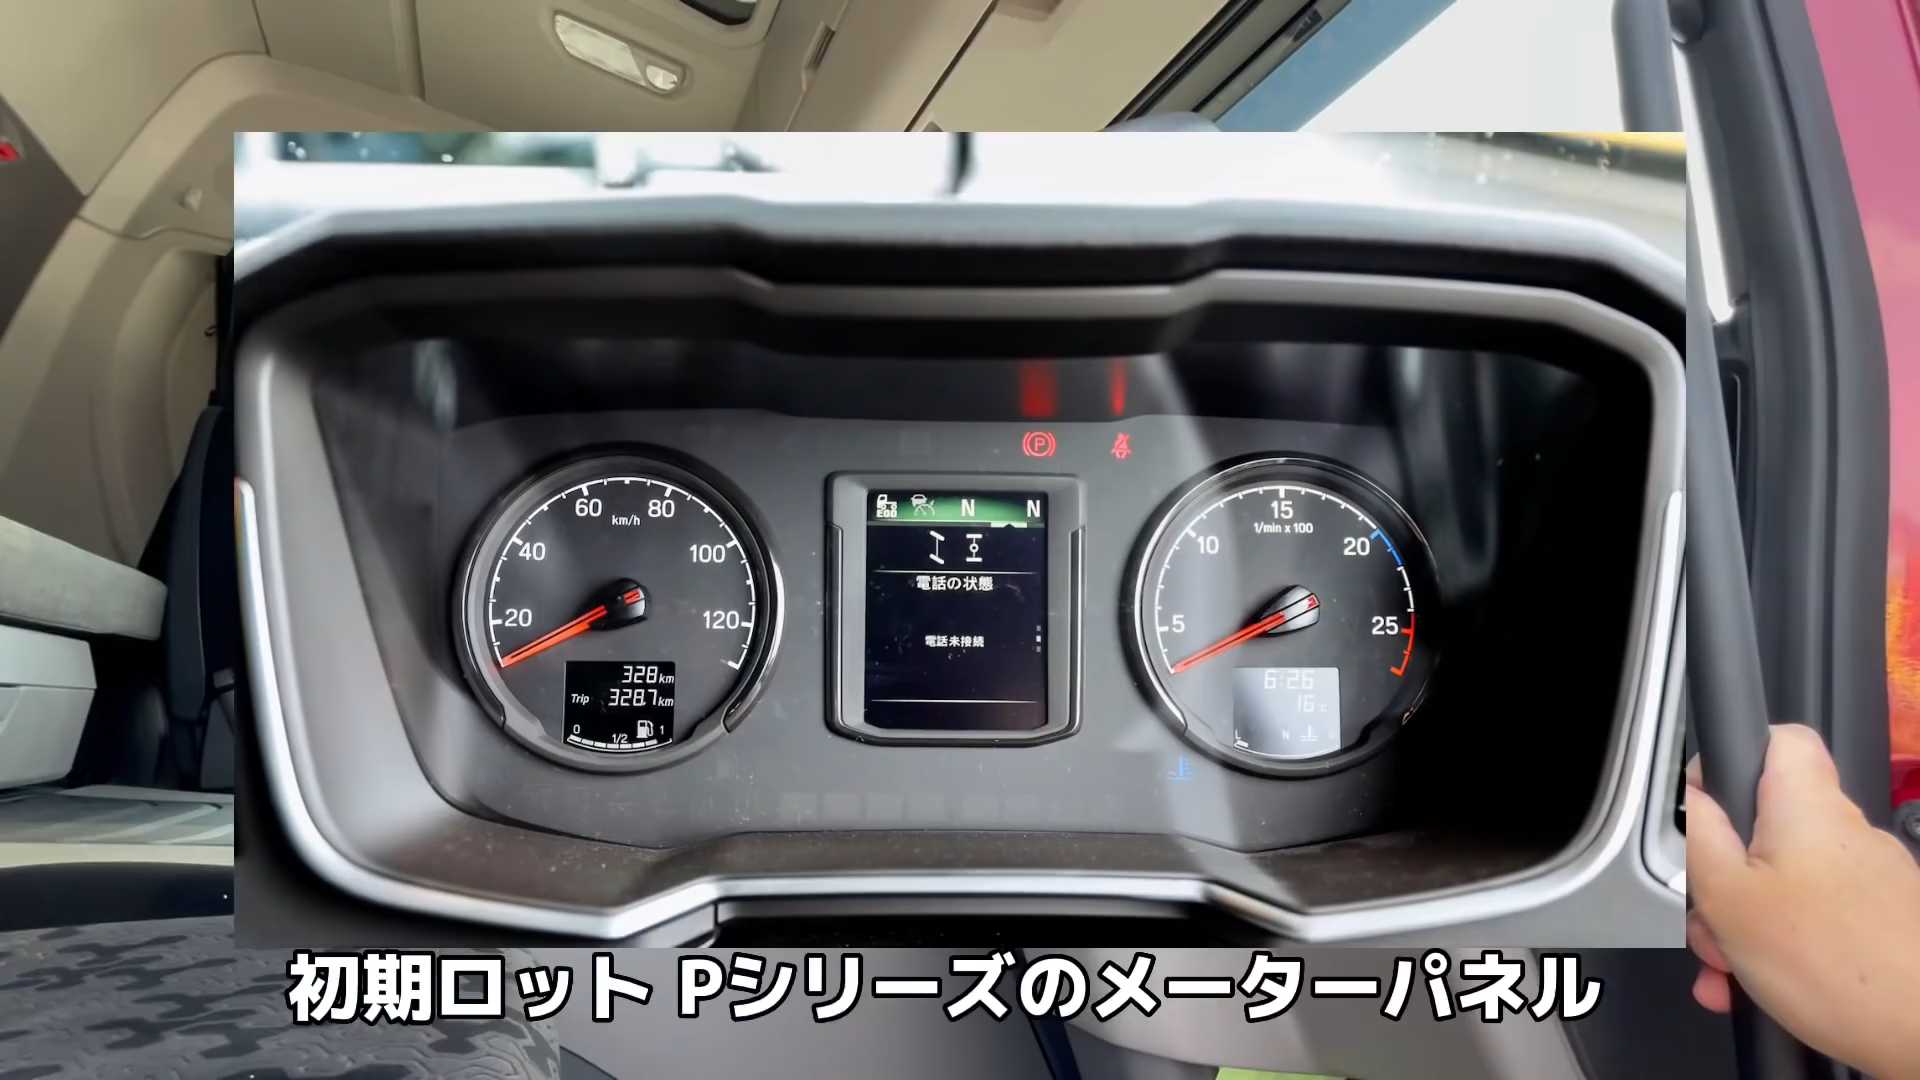 60 km/h 80
40
100
20
120
328km
Trip 328.7km
0 1/2 1
ECO N N
電話の状態
電話未接続
P
15
1/min x 100
10
20
5
25
6:26
16°C
L N
初期ロット Pシリーズのメーターパネル